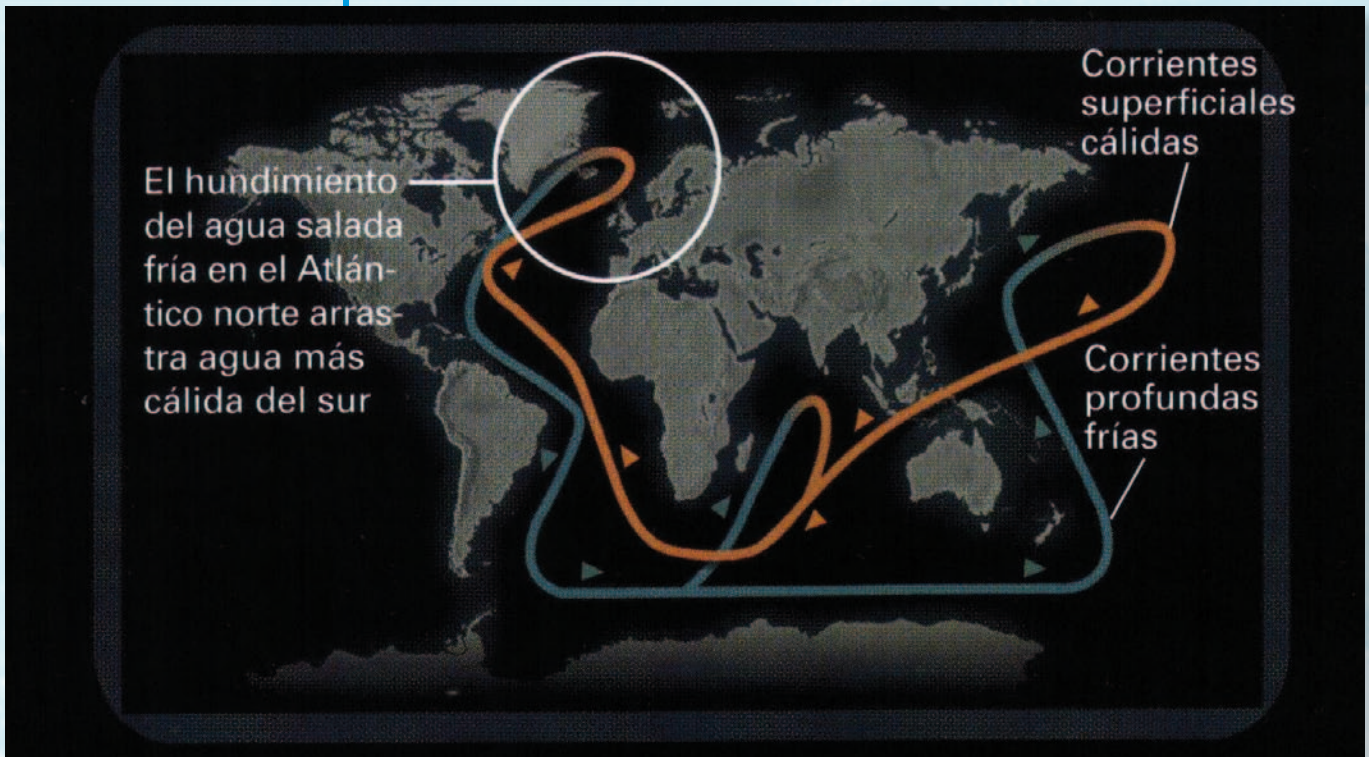 Corrientes
superficiales
cálidas
El hundimiento
del agua salada
fría en el Atlán-
tico norte arras-
tra agua más
cálida del sur
Corrientes
profundas
frías